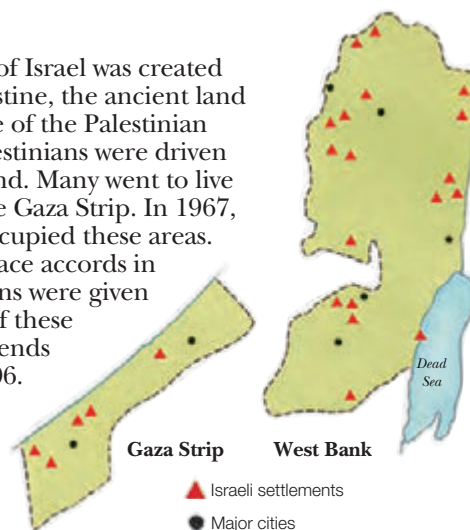 of Israel was created
stine, the ancient land
e of the Palestinian
estinians were driven
nd. Many went to live
e Gaza Strip. In 1967,
cupied these areas.
ace accords in
ns were given
f these
ends
06.
Dead
Sea
Gaza Strip West Bank
Israeli settlements
Major cities